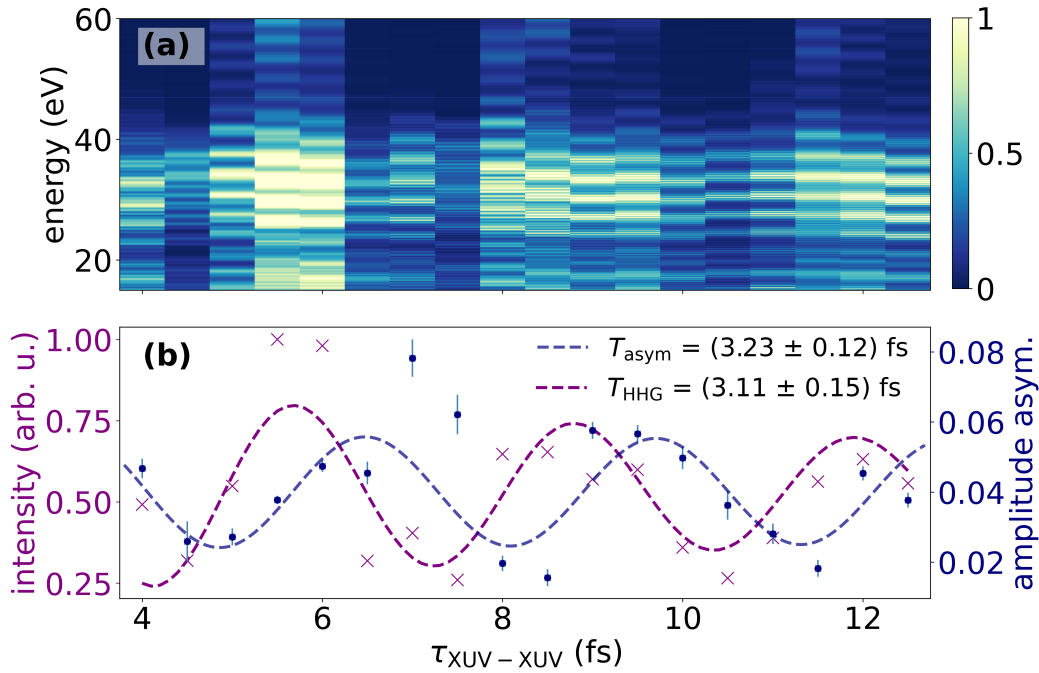 (a)
energy (eV)
60
40
20
1
0.5
0
(b)
intensity (arb. u.)
1.00
0.75
0.50
0.25
T_asym = (3.23 ± 0.12) fs
T_HHG = (3.11 ± 0.15) fs
0.08
0.06
0.04
0.02
amplitude asym.
4 6 8 10 12
τ_XUV−XUV (fs)